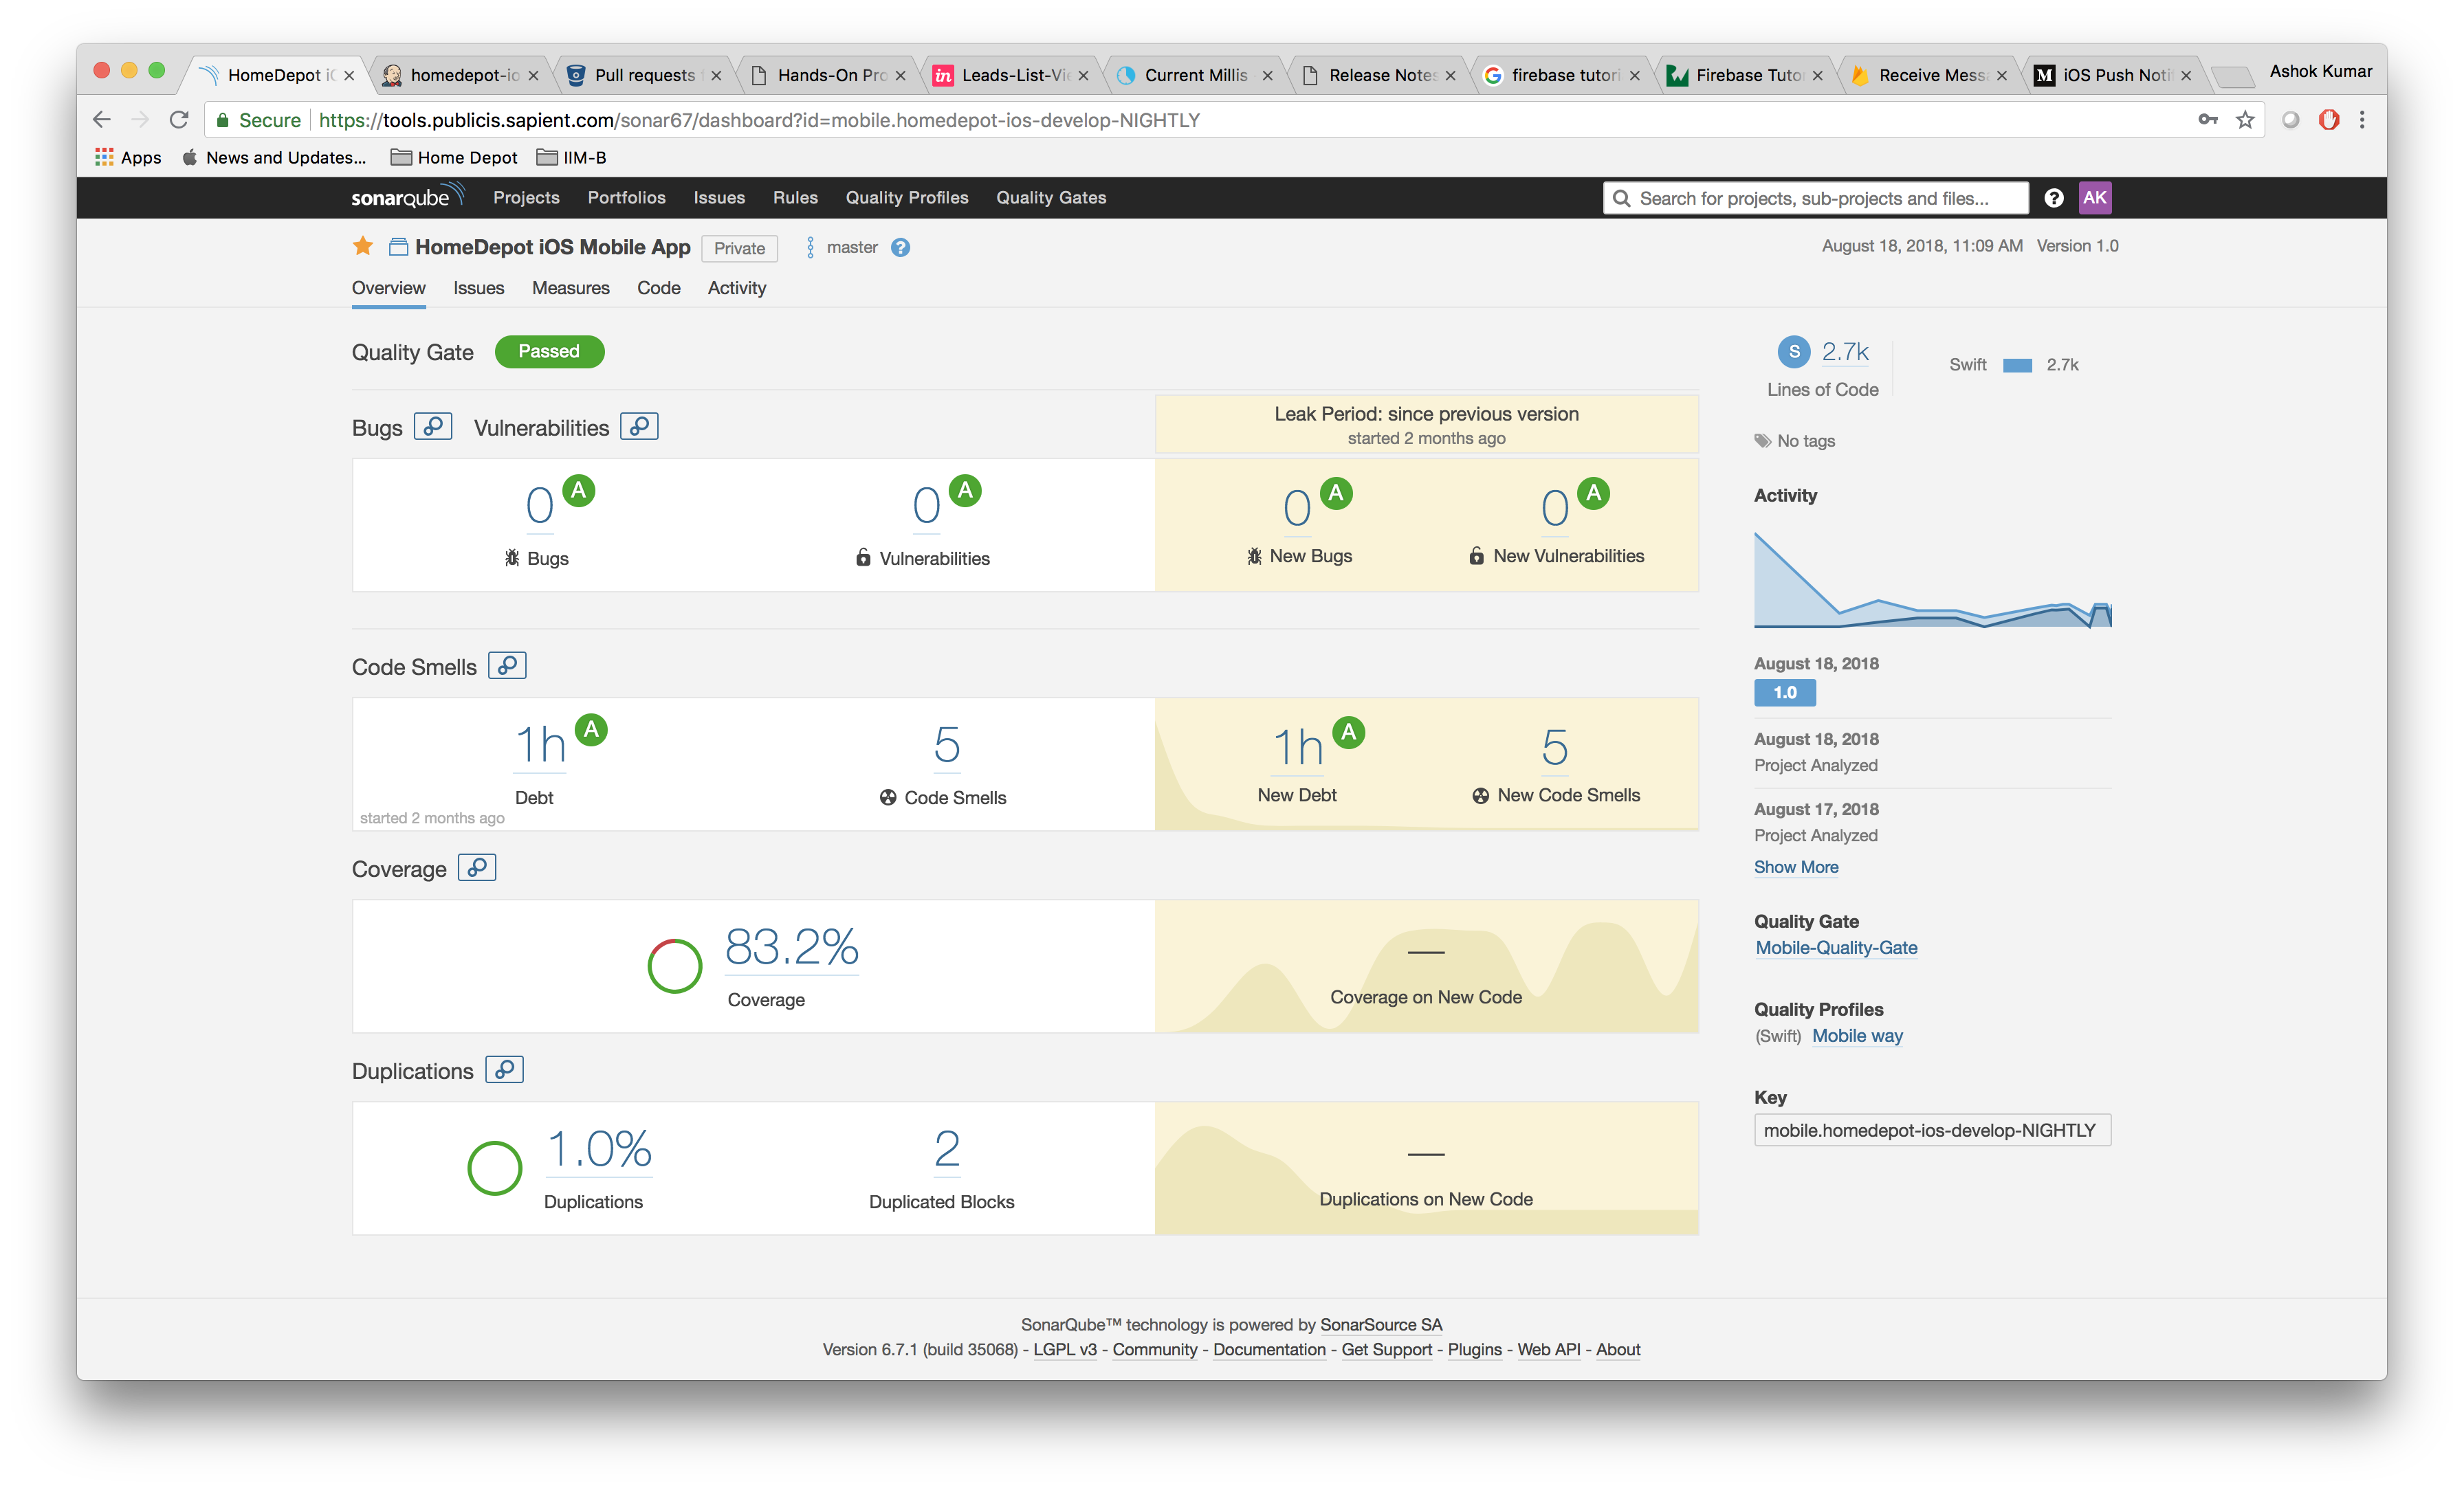 HomeDepot iO
homedepot-io
Pull requests
Hands-On Pro
Leads-List-Vie
Current Millis
Release Notes
firebase tutori
Firebase Tutor
Receive Messa
iOS Push Notif
Ashok Kumar
Secure https://tools.publicis.sapient.com/sonar67/dashboard?id=mobile.homedepot-ios-develop-NIGHTLY
Apps News and Updates... Home Depot IIM-B
sonarqube Projects Portfolios Issues Rules Quality Profiles Quality Gates Search for projects, sub-projects and files... AK
HomeDepot iOS Mobile App Private master August 18, 2018, 11:09 AM Version 1.0
Overview Issues Measures Code Activity
Quality Gate Passed
Bugs Vulnerabilities
Leak Period: since previous version
started 2 months ago
0 A
Bugs
0 A
Vulnerabilities
0 A
New Bugs
0 A
New Vulnerabilities
Code Smells
1h A
Debt
started 2 months ago
5
Code Smells
1h A
New Debt
5
New Code Smells
Coverage
83.2%
Coverage
—
Coverage on New Code
Duplications
1.0%
Duplications
2
Duplicated Blocks
—
Duplications on New Code
S 2.7k
Lines of Code
Swift 2.7k
No tags
Activity
August 18, 2018
1.0
August 18, 2018
Project Analyzed
August 17, 2018
Project Analyzed
Show More
Quality Gate
Mobile-Quality-Gate
Quality Profiles
(Swift) Mobile way
Key
mobile.homedepot-ios-develop-NIGHTLY
SonarQube™ technology is powered by SonarSource SA
Version 6.7.1 (build 35068) - LGPL v3 - Community - Documentation - Get Support - Plugins - Web API - About